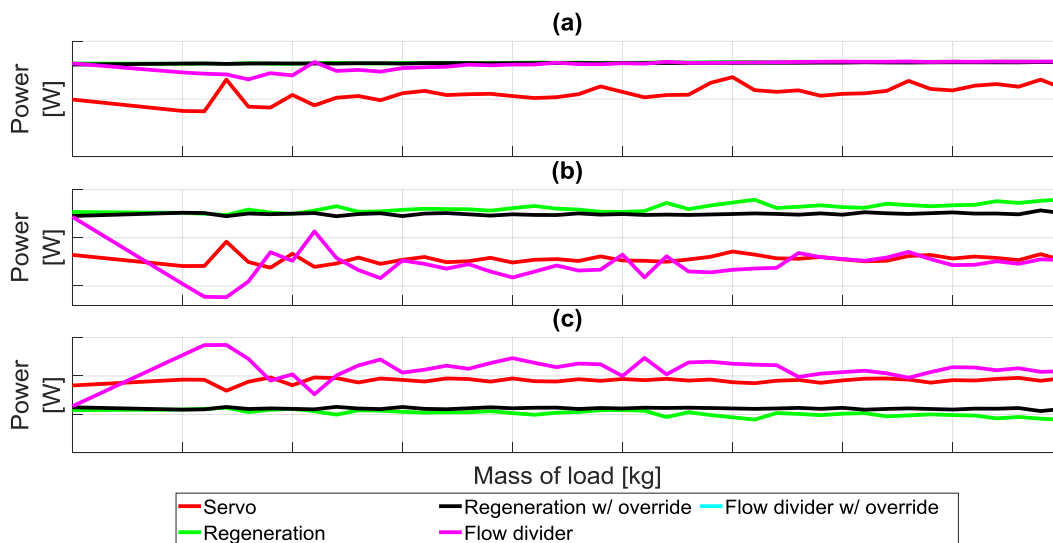 (a)
Power
[W]
(b)
Power
[W]
(c)
Power
[W]
Mass of load [kg]
Servo
Regeneration w/ override
Flow divider w/ override
Regeneration
Flow divider